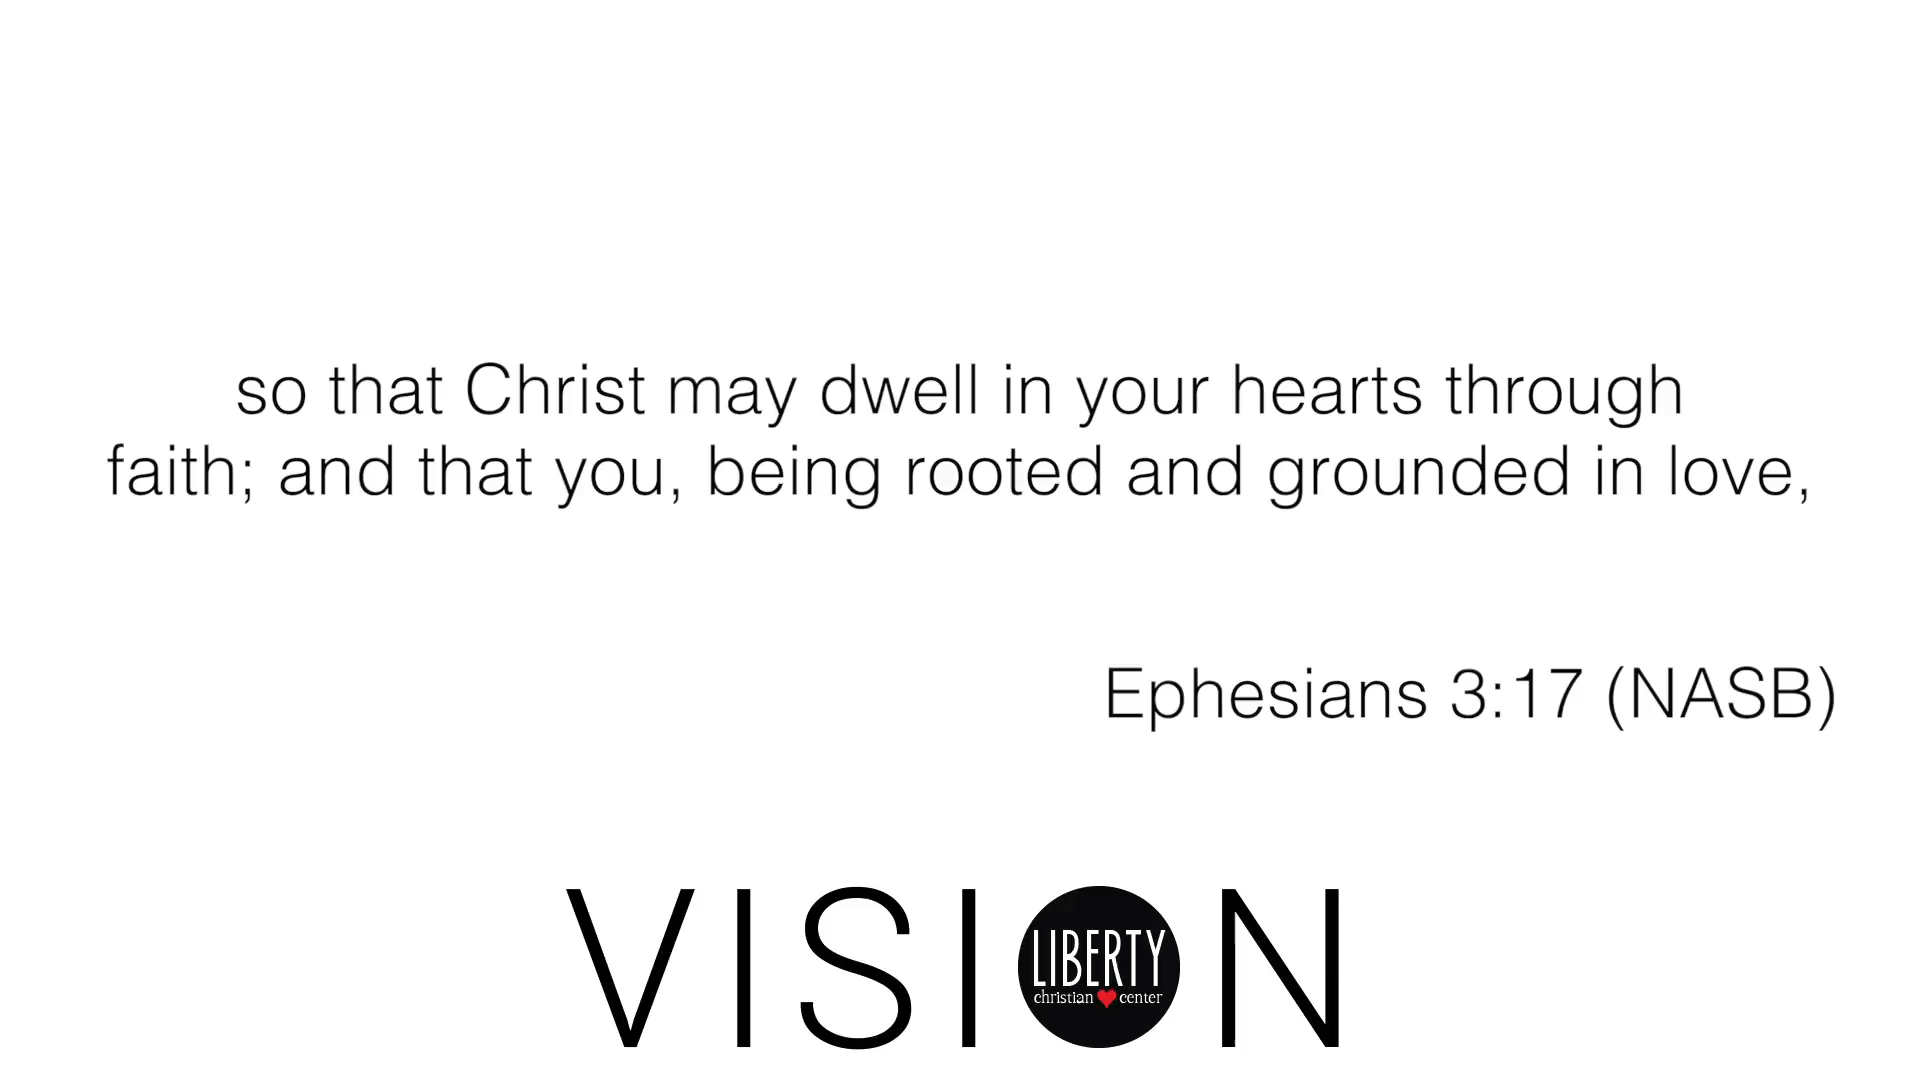 so that Christ may dwell in your hearts through
faith; and that you, being rooted and grounded in love,
Ephesians 3:17 (NASB)
VISI N
LIBERTY
christian center